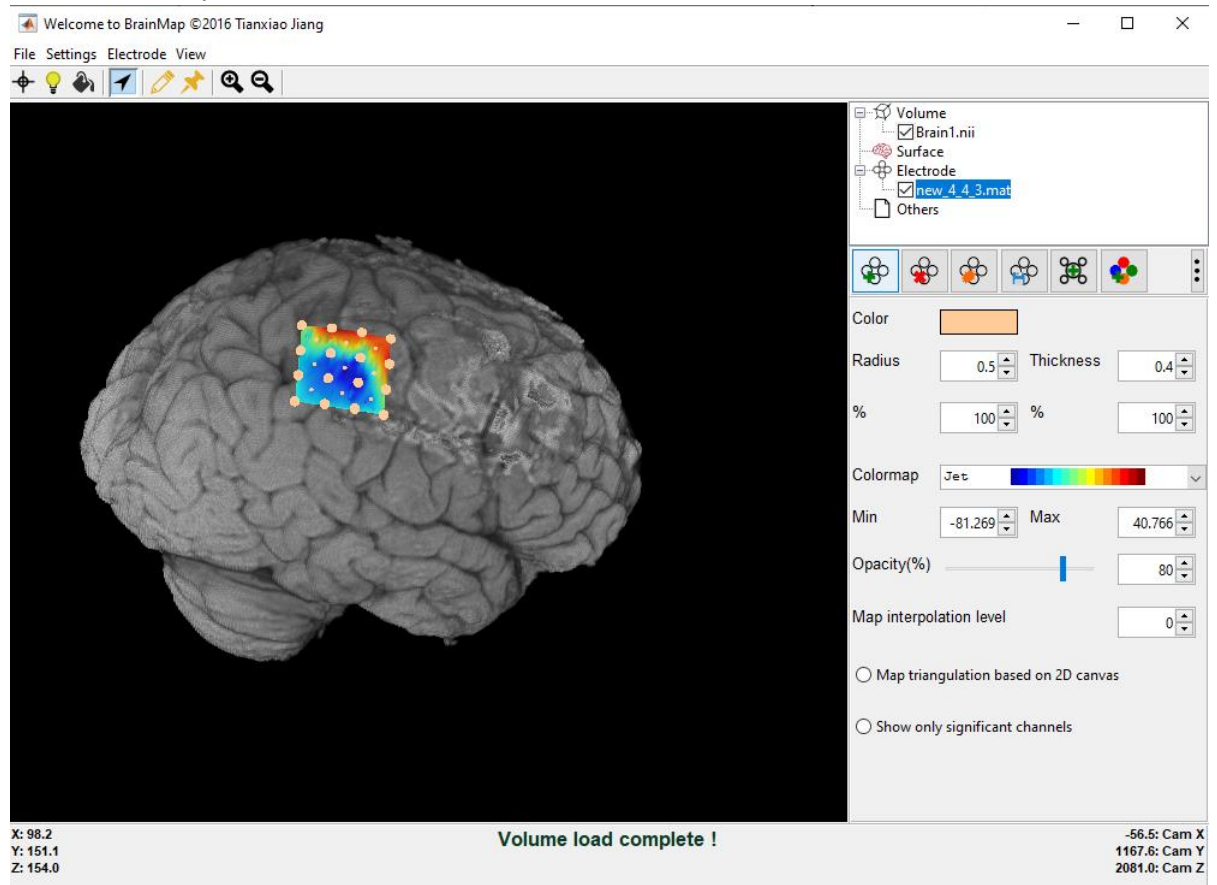 Welcome to BrainMap ©2016 Tianxiao Jiang
File Settings Electrode View
Volume
Brain1.nii
Surface
Electrode
new_4_4_3.mat
Others
Color
Radius 0.5 Thickness 0.4
% 100 % 100
Colormap Jet
Min -81.269 Max 40.766
Opacity(%) 80
Map interpolation level 0
Map triangulation based on 2D canvas
Show only significant channels
X: 98.2
Y: 151.1
Z: 154.0
Volume load complete !
-56.5: Cam X
1167.6: Cam Y
2081.0: Cam Z